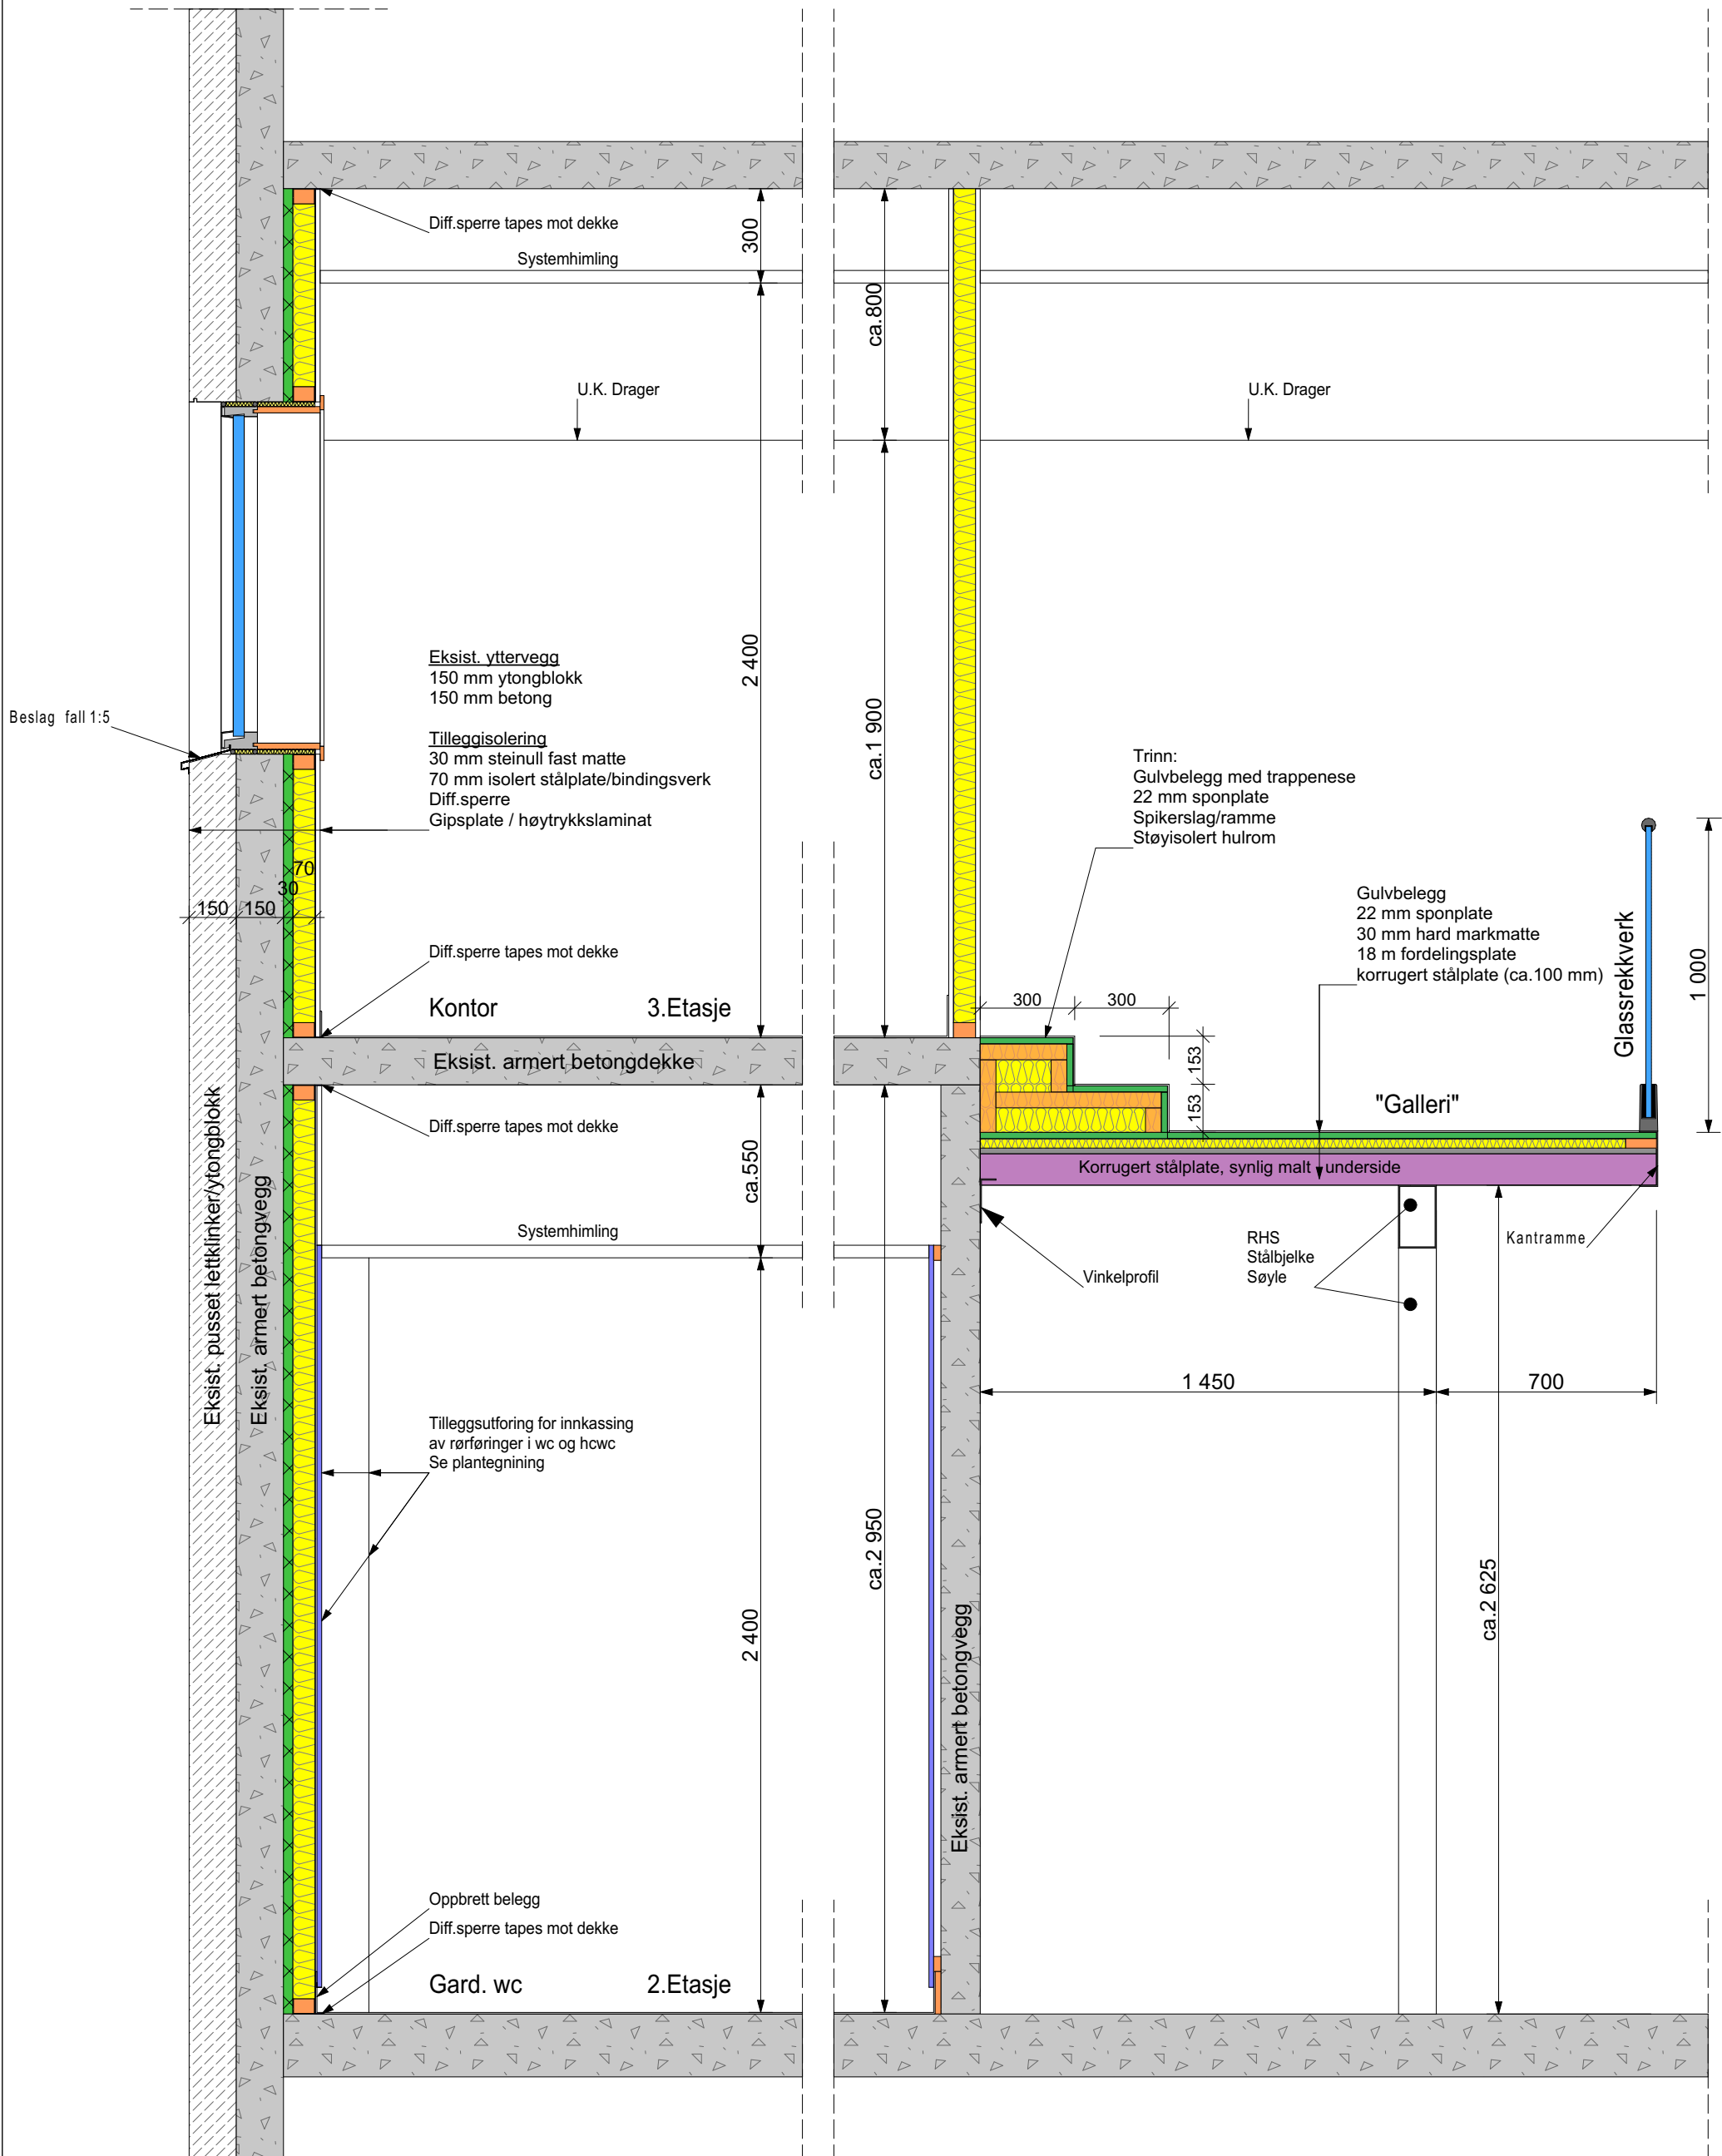 Diff.sperre tapes mot dekke
300
Systemhimling
ca.800
U.K. Drager
U.K. Drager
2 400
Eksist. yttervegg
150 mm ytongblokk
150 mm betong
Tilleggisolering
30 mm steinull fast matte
70 mm isolert stålplate/bindingsverk
Diff.sperre
Gipsplate / høytrykkslaminat
Beslag fall 1:5
ca.1 900
Trinn:
Gulvbelegg med trappenese
22 mm sponplate
Spikerslag/ramme
Støyisolert hulrom
70
30
150
150
Gulvbelegg
22 mm sponplate
30 mm hard markmatte
18 m fordelingsplate
korrugert stålplate (ca.100 mm)
Glassrekkverk
1 000
Diff.sperre tapes mot dekke
Kontor
3.Etasje
300
300
Eksist. armert betongdekke
153
153
"Galleri"
Diff.sperre tapes mot dekke
ca.550
Korrugert stålplate, synlig malt underside
Eksist. pusset lettklinker/ytongblokk
Eksist. armert betongvegg
Systemhimling
Vinkelprofil
RHS
Stålbjelke
Søyle
Kantramme
1 450
700
Tilleggsutforing for innkassing
av rørføringer i wc og hcwc
Se plantegnining
2 400
ca.2 950
Eksist. armert betongvegg
ca.2 625
Oppbrett belegg
Diff.sperre tapes mot dekke
Gard. wc
2.Etasje